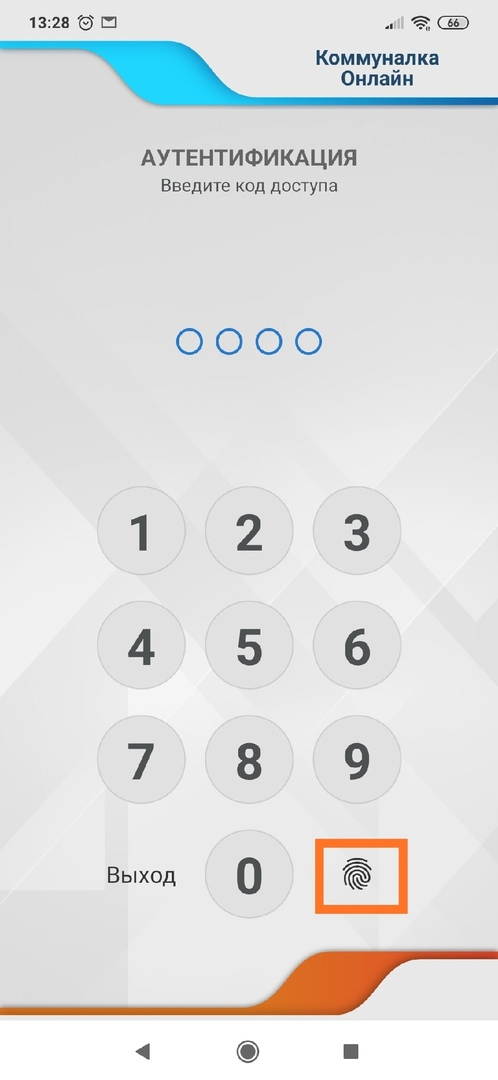 13:28
66
Коммуналка
Онлайн
АУТЕНТИФИКАЦИЯ
Введите код доступа
1 2 3
4 5 6
7 8 9
Выход 0